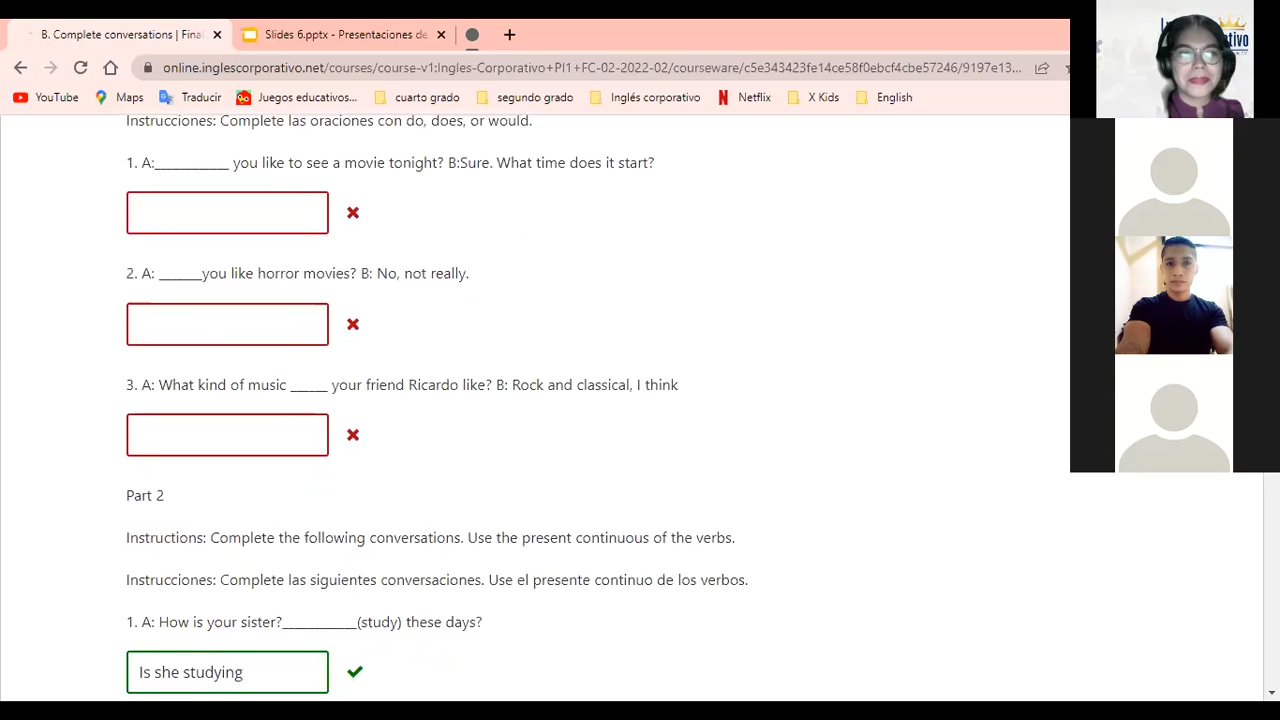 B. Complete conversations | Fina
Slides 6.pptx - Presentaciones de
online.inglescorporativo.net/courses/course-v1:Ingles-Corporativo+PI1+FC-02-2022-02/courseware/c5e343423fe14ce58f0ebcf4cbe57246/9197e13...
YouTube
Maps
Traducir
Juegos educativos...
cuarto grado
segundo grado
Inglés corporativo
Netflix
X Kids
English
Instrucciones: Complete las oraciones con do, does, or would.
1. A:____________ you like to see a movie tonight? B:Sure. What time does it start?
2. A: _______you like horror movies? B: No, not really.
3. A: What kind of music ______ your friend Ricardo like? B: Rock and classical, I think
Part 2
Instructions: Complete the following conversations. Use the present continuous of the verbs.
Instrucciones: Complete las siguientes conversaciones. Use el presente continuo de los verbos.
1. A: How is your sister?____________(study) these days?
Is she studying